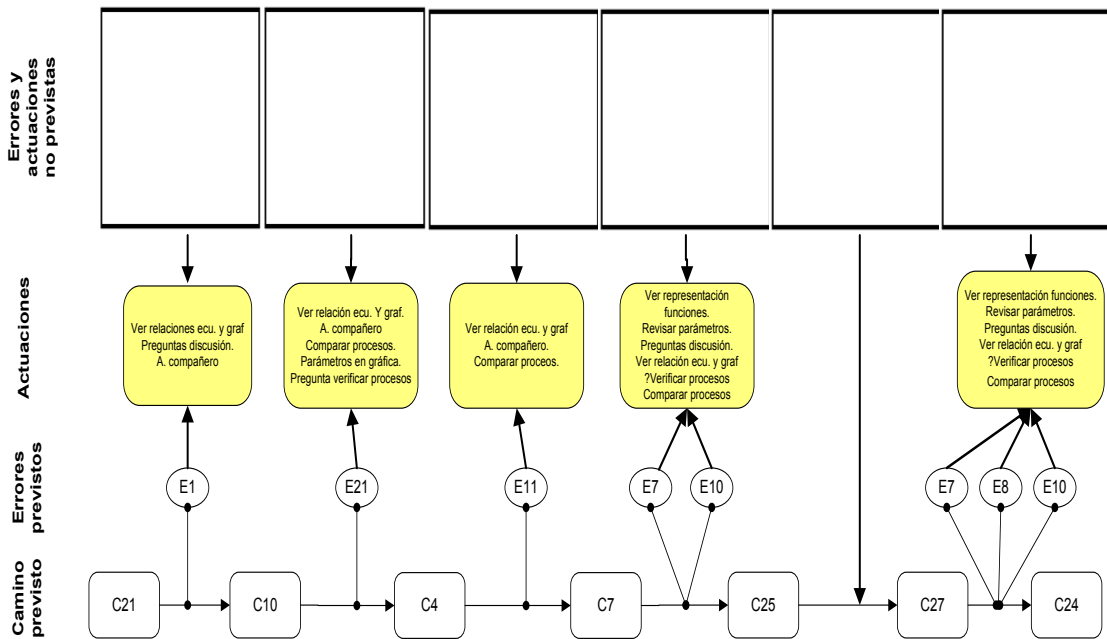 Errores y
actuaciones
no previstas
Actuaciones
Ver relaciones ecu. y graf
Preguntas discusión.
A. compañero
Ver relación ecu. Y graf.
A. compañero
Comparar procesos.
Parámetros en gráfica.
Pregunta verificar procesos
Ver relación ecu. y graf
A. compañero.
Comparar proceos.
Ver representación
funciones.
Revisar parámetros.
Preguntas discusión.
Ver relación ecu. y graf
?Verificar procesos
Comparar procesos
Ver representación funciones.
Revisar parámetros.
Preguntas discusión.
Ver relación ecu. y graf
?Verificar procesos
Comparar procesos
Errores
previstos
E1
E21
E11
E7
E10
E7
E8
E10
Camino
previsto
C21
C10
C4
C7
C25
C27
C24